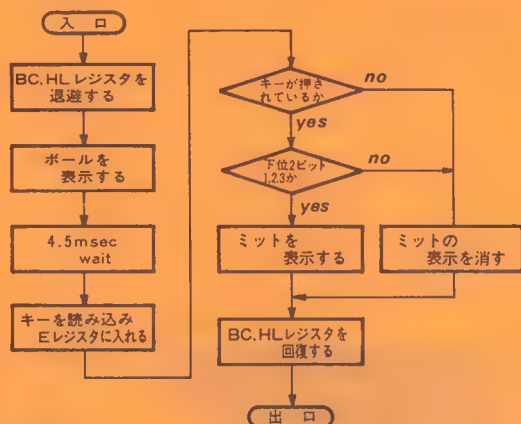 入口
BC.HLレジスタを
退避する
ボールを
表示する
4.5msec
wait
キーを読み込み
Eレジスタに入れる
キーが押さ
れているか
no
yes
下位2ビット
1,2,3か
no
yes
ミットを
表示する
ミットの
表示を消す
BC.HLレジスタを
回復する
出口